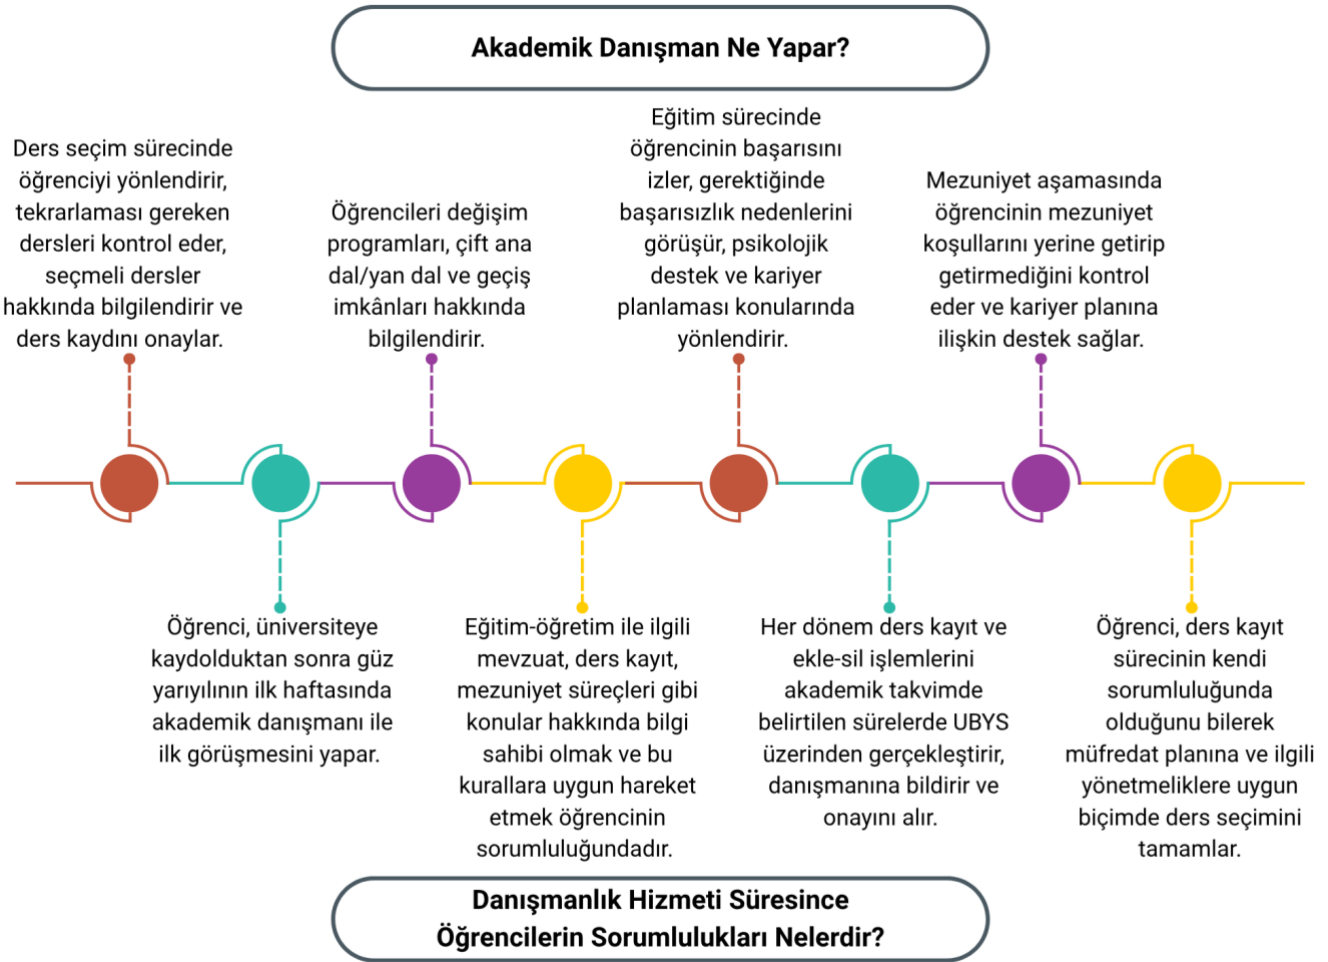 Akademik Danışman Ne Yapar?
Ders seçim sürecinde
öğrenciyi yönlendirir,
tekrarlaması gereken
dersleri kontrol eder,
seçmeli dersler
hakkında bilgilendirir ve
ders kaydını onaylar.
Öğrencileri değişim
programları, çift ana
dal/yan dal ve geçiş
imkânları hakkında
bilgilendirir.
Eğitim sürecinde
öğrencinin başarısını
izler, gerektiğinde
başarısızlık nedenlerini
görüşür, psikolojik
destek ve kariyer
planlaması konularında
yönlendirir.
Mezuniyet aşamasında
öğrencinin mezuniyet
koşullarını yerine getirip
getirmediğini kontrol
eder ve kariyer planına
ilişkin destek sağlar.
Öğrenci, üniversiteye
kaydolduktan sonra güz
yarıyılının ilk haftasında
akademik danışmanı ile
ilk görüşmesini yapar.
Eğitim-öğretim ile ilgili
mevzuat, ders kayıt,
mezuniyet süreçleri gibi
konular hakkında bilgi
sahibi olmak ve bu
kurallara uygun hareket
etmek öğrencinin
sorumluluğundadır.
Her dönem ders kayıt ve
ekle-sil işlemlerini
akademik takvimde
belirtilen sürelerde UBYS
üzerinden gerçekleştirir,
danışmanına bildirir ve
onayını alır.
Öğrenci, ders kayıt
sürecinin kendi
sorumluluğunda
olduğunu bilerek
müfredat planına ve ilgili
yönetmeliklere uygun
biçimde ders seçimini
tamamlar.
Danışmanlık Hizmeti Süresince
Öğrencilerin Sorumlulukları Nelerdir?